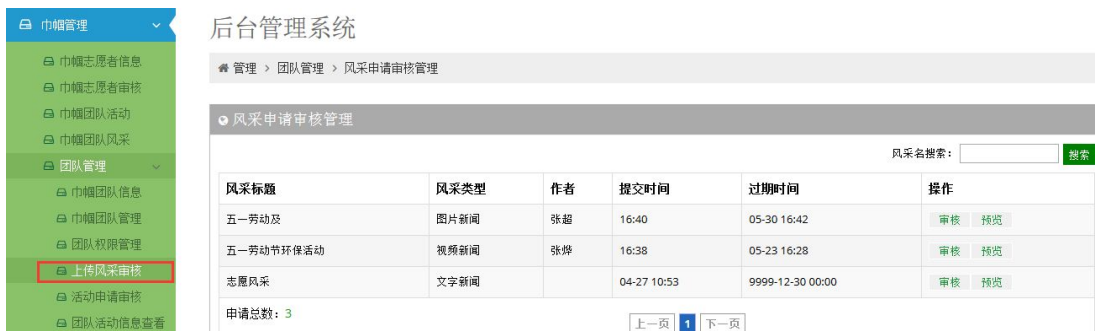 巾帼管理
巾帼志愿者信息
巾帼志愿者审核
巾帼团队活动
巾帼团队风采
团队管理
巾帼团队信息
巾帼团队管理
团队权限管理
上传风采审核
活动申请审核
团队活动信息查看
后台管理系统
管理 > 团队管理 > 风采申请审核管理
风采申请审核管理
风采名搜索： 搜索
风采标题 风采类型 作者 提交时间 过期时间 操作
五一劳动及 图片新闻 张超 16:40 05-30 16:42 审核 预览
五一劳动节环保活动 视频新闻 张烨 16:38 05-23 16:28 审核 预览
志愿风采 文字新闻 04-27 10:53 9999-12-30 00:00 审核 预览
申请总数：3
上一页 1 下一页